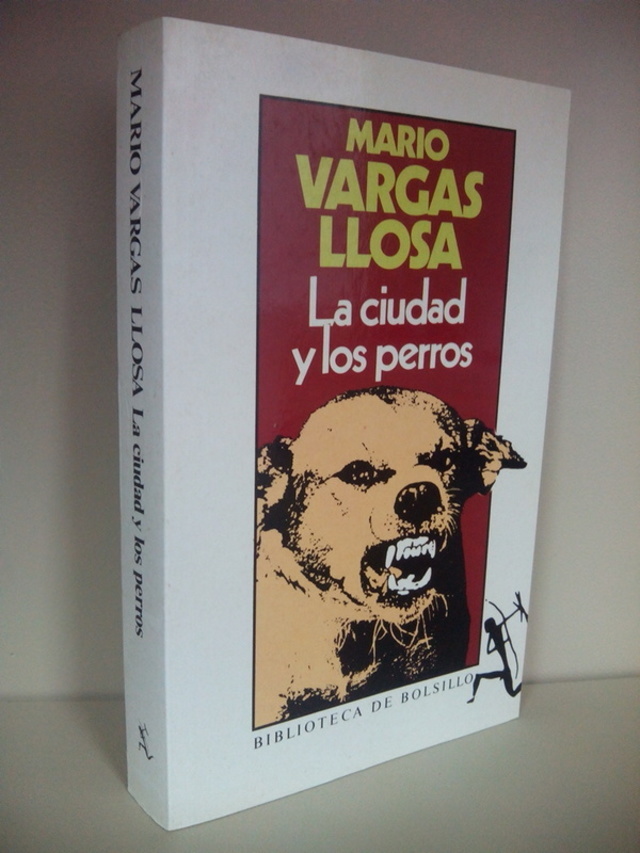 MARIO VARGAS LLOSA La ciudad y los perros
MARIO
VARGAS
LLOSA
La ciudad
y los perros
BIBLIOTECA DE BOLSILLO